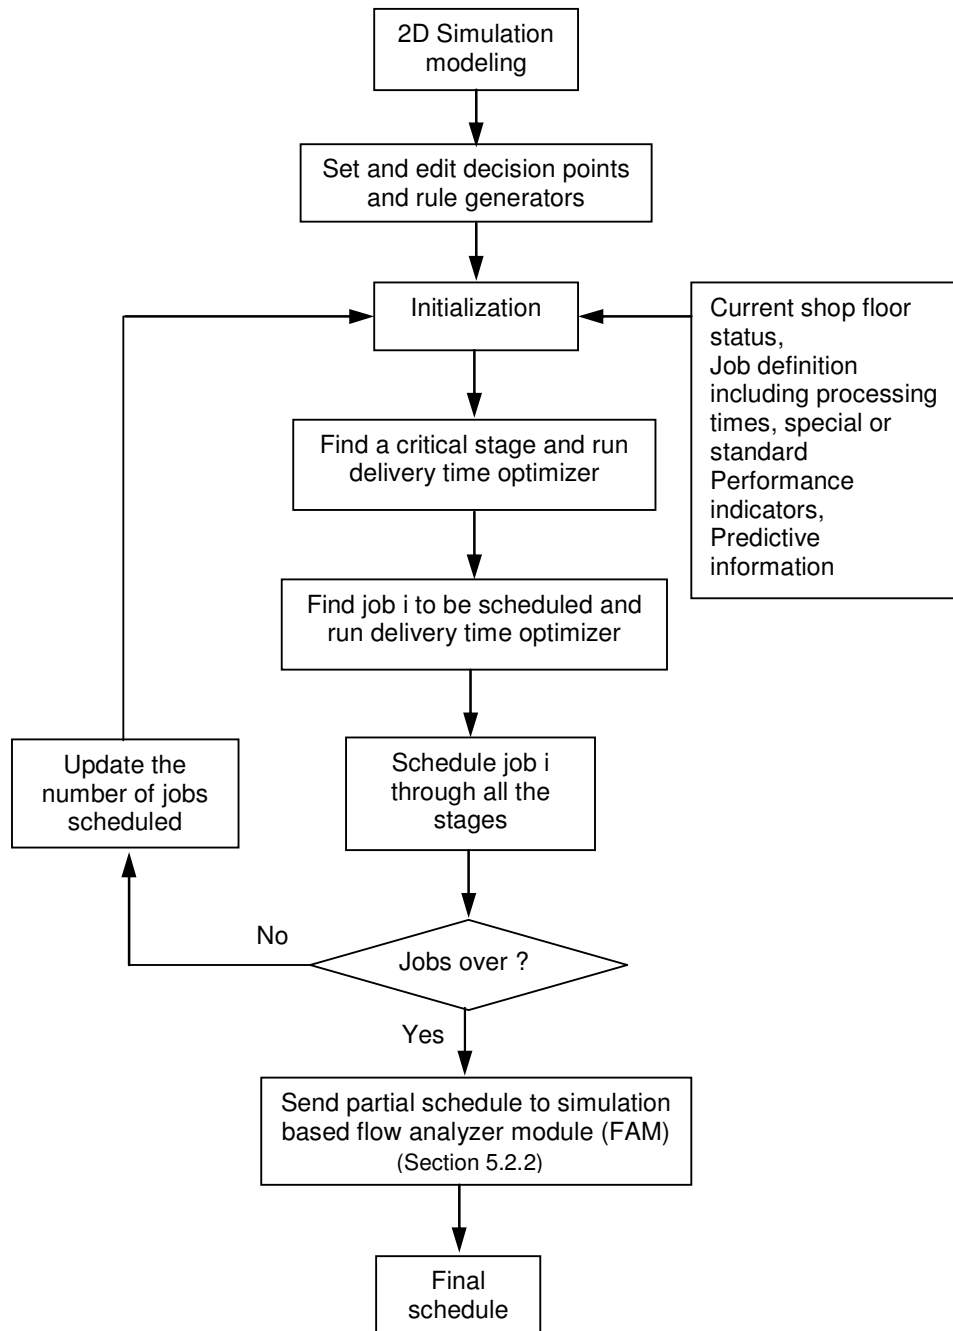 2D Simulation
modeling
Set and edit decision points
and rule generators
Initialization
Current shop floor
status,
Job definition
including processing
times, special or
standard
Performance
indicators,
Predictive
information
Find a critical stage and run
delivery time optimizer
Find job i to be scheduled and
run delivery time optimizer
Schedule job i
through all the
stages
Update the
number of jobs
scheduled
No
Jobs over ?
Yes
Send partial schedule to simulation
based flow analyzer module (FAM)
(Section 5.2.2)
Final
schedule